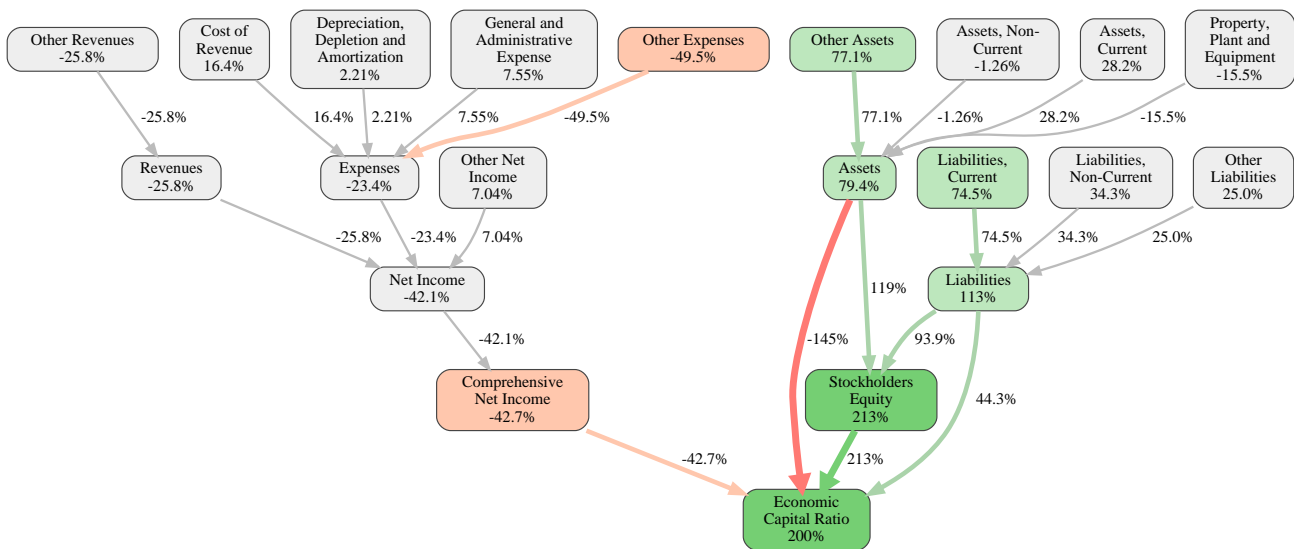 Other Revenues
-25.8%
Cost of
Revenue
16.4%
Depreciation,
Depletion and
Amortization
2.21%
General and
Administrative
Expense
7.55%
Other Expenses
-49.5%
Other Assets
77.1%
Assets, Non-
Current
-1.26%
Assets,
Current
28.2%
Property,
Plant and
Equipment
-15.5%
-25.8%
16.4%
2.21%
7.55%
-49.5%
77.1%
-1.26%
28.2%
-15.5%
Revenues
-25.8%
Expenses
-23.4%
Other Net
Income
7.04%
Assets
79.4%
Liabilities,
Current
74.5%
Liabilities,
Non-Current
34.3%
Other
Liabilities
25.0%
-25.8%
-23.4%
7.04%
74.5%
34.3%
25.0%
Net Income
-42.1%
119%
Liabilities
113%
-42.1%
-145%
93.9%
Comprehensive
Net Income
-42.7%
Stockholders
Equity
213%
44.3%
-42.7%
213%
Economic
Capital Ratio
200%